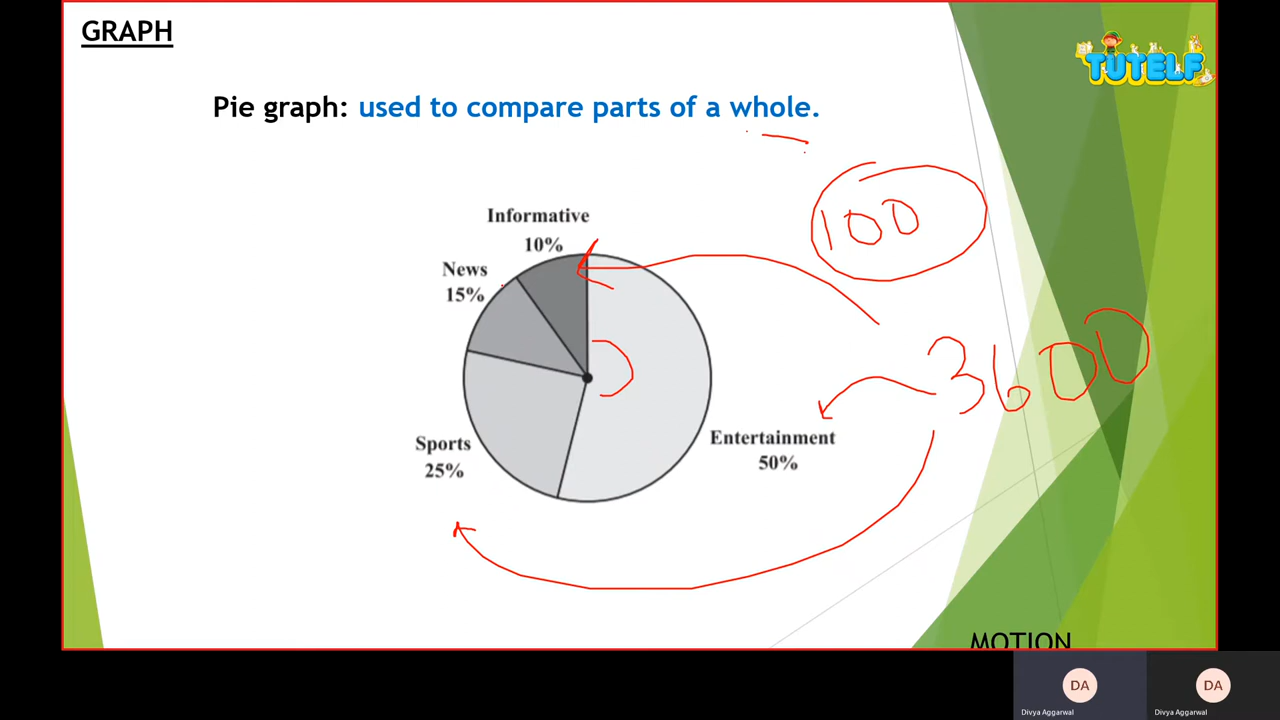 GRAPH
TUTELF
Pie graph: used to compare parts of a whole.
100
Informative
10%
News
15%
3600
Entertainment
50%
Sports
25%
MOTION
DA
DA
Divya Aggarwal
Divya Aggarwal